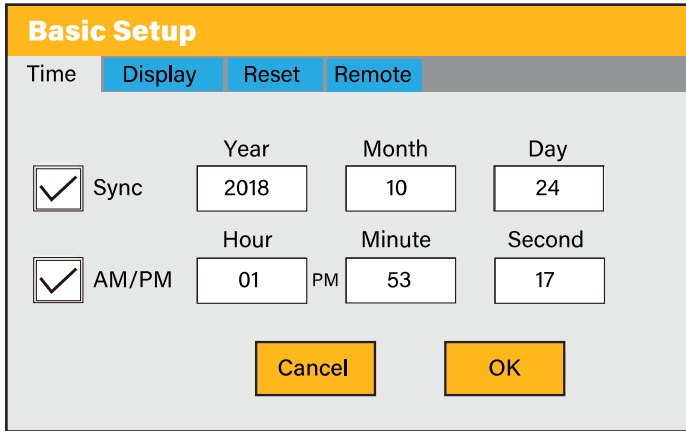 Basic Setup
Time Display Reset Remote
Year Month Day
Sync 2018 10 24
Hour Minute Second
AM/PM 01 PM 53 17
Cancel OK